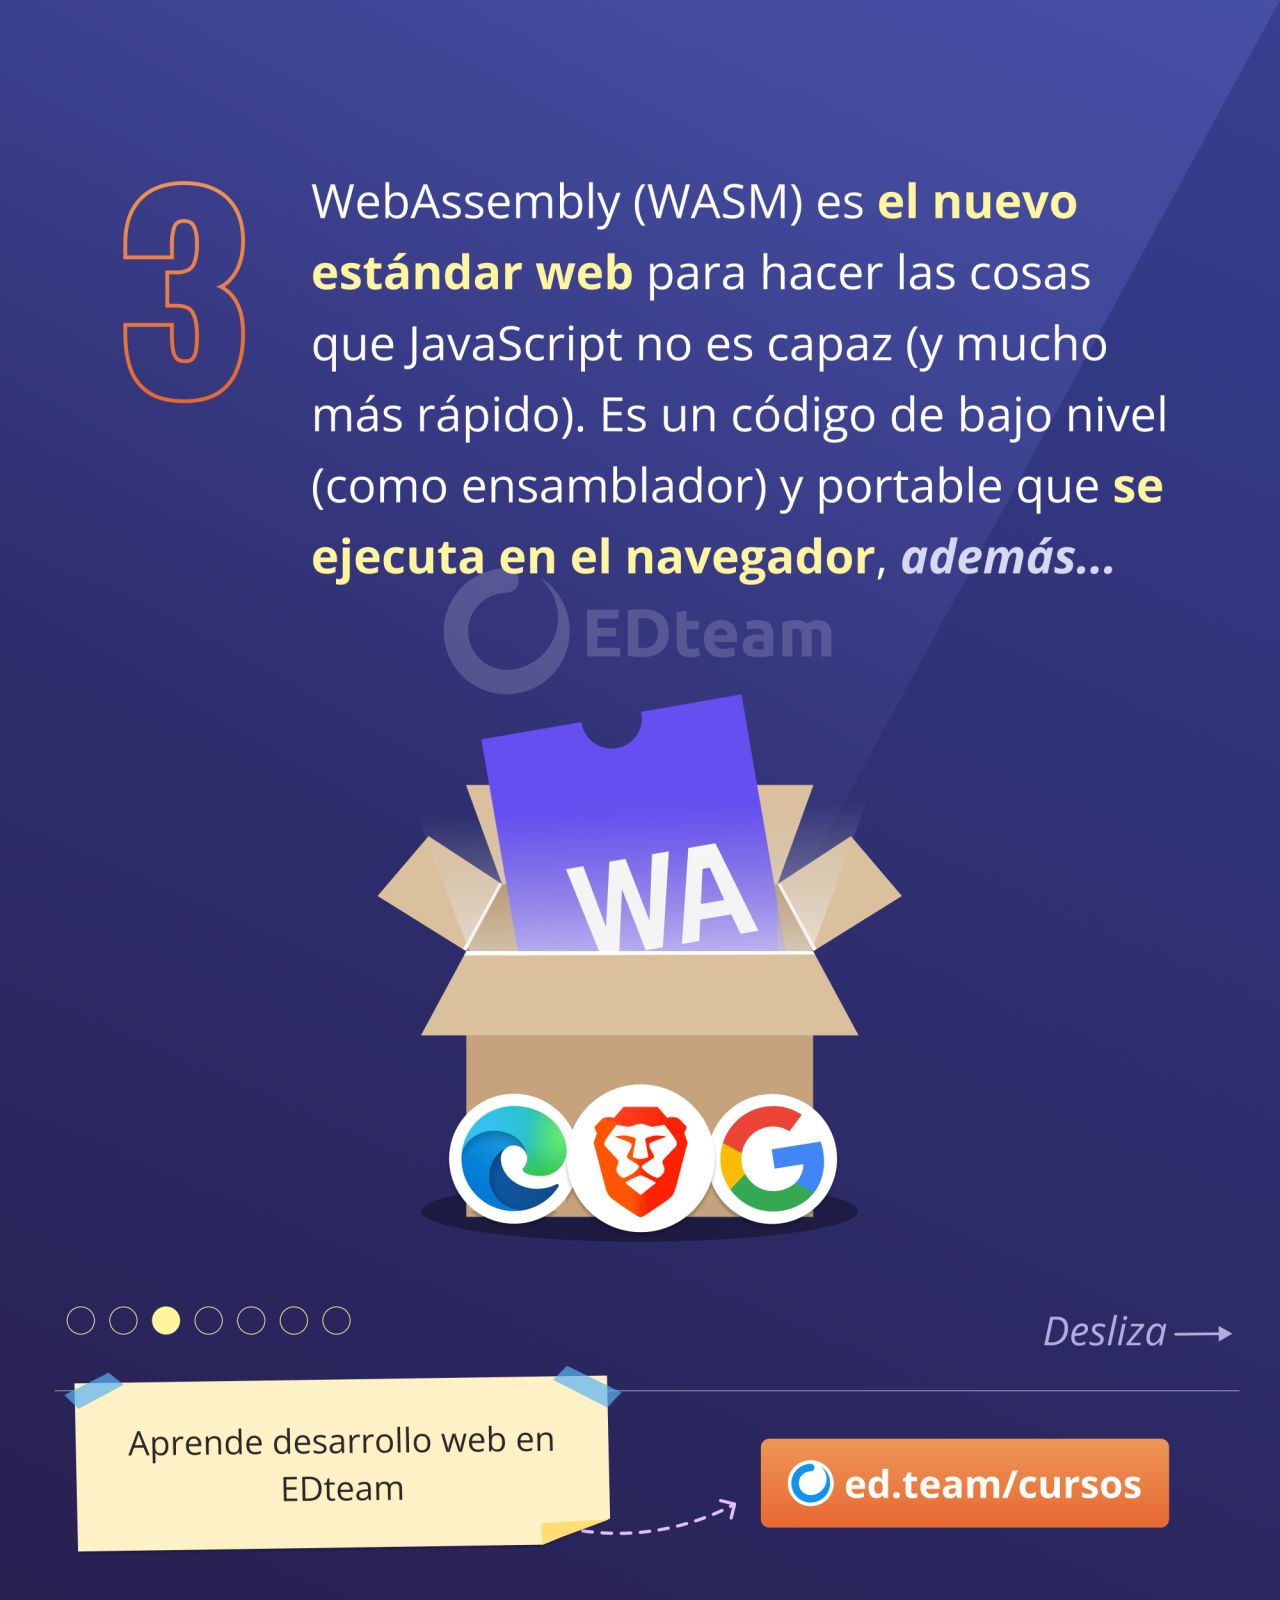 3
WebAssembly (WASM) es el nuevo
estándar web para hacer las cosas
que JavaScript no es capaz (y mucho
más rápido). Es un código de bajo nivel
(como ensamblador) y portable que se
ejecuta en el navegador, además...
EDteam
WA
Desliza
Aprende desarrollo web en
EDteam
ed.team/cursos